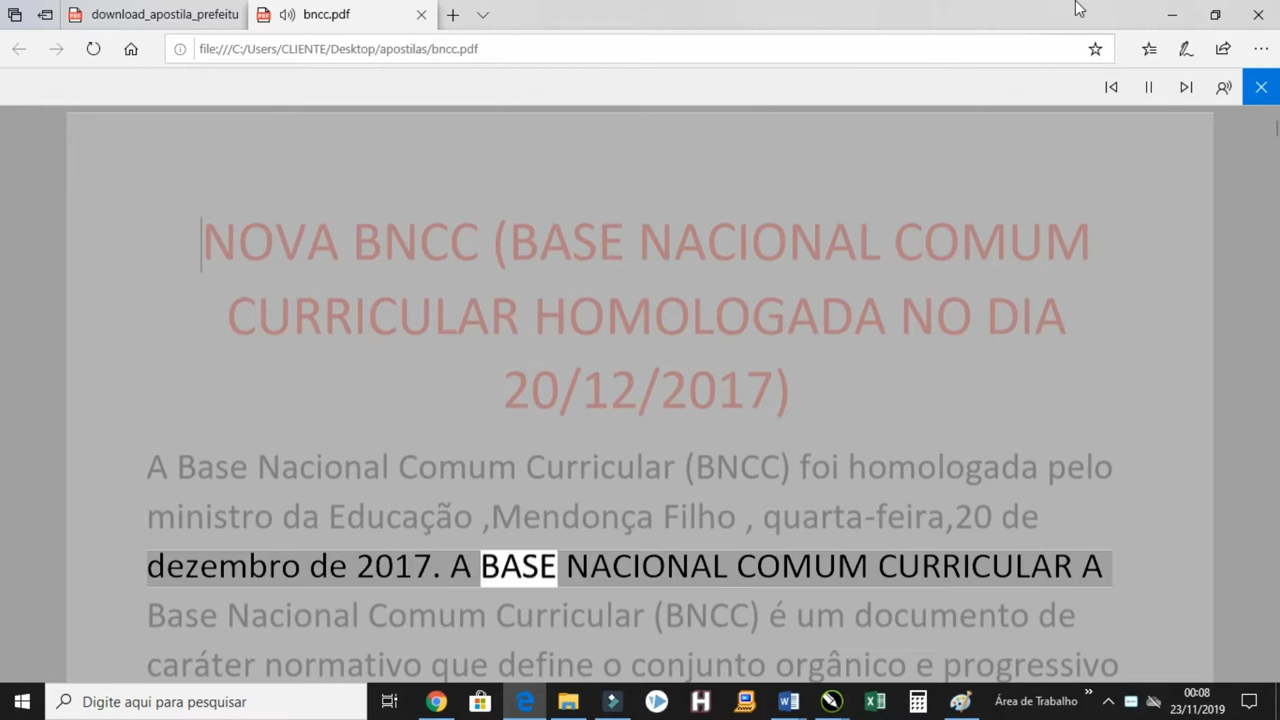 download_apostila_prefeitu
bncc.pdf
file:///C:/Users/CLIENTE/Desktop/apostilas/bncc.pdf
NOVA BNCC (BASE NACIONAL COMUM
CURRICULAR HOMOLOGADA NO DIA
20/12/2017)
A Base Nacional Comum Curricular (BNCC) foi homologada pelo
ministro da Educação ,Mendonça Filho , quarta-feira,20 de
dezembro de 2017. A BASE NACIONAL COMUM CURRICULAR A
Base Nacional Comum Curricular (BNCC) é um documento de
caráter normativo que define o conjunto orgânico e progressivo
Digite aqui para pesquisar
Área de Trabalho
00:08
23/11/2019